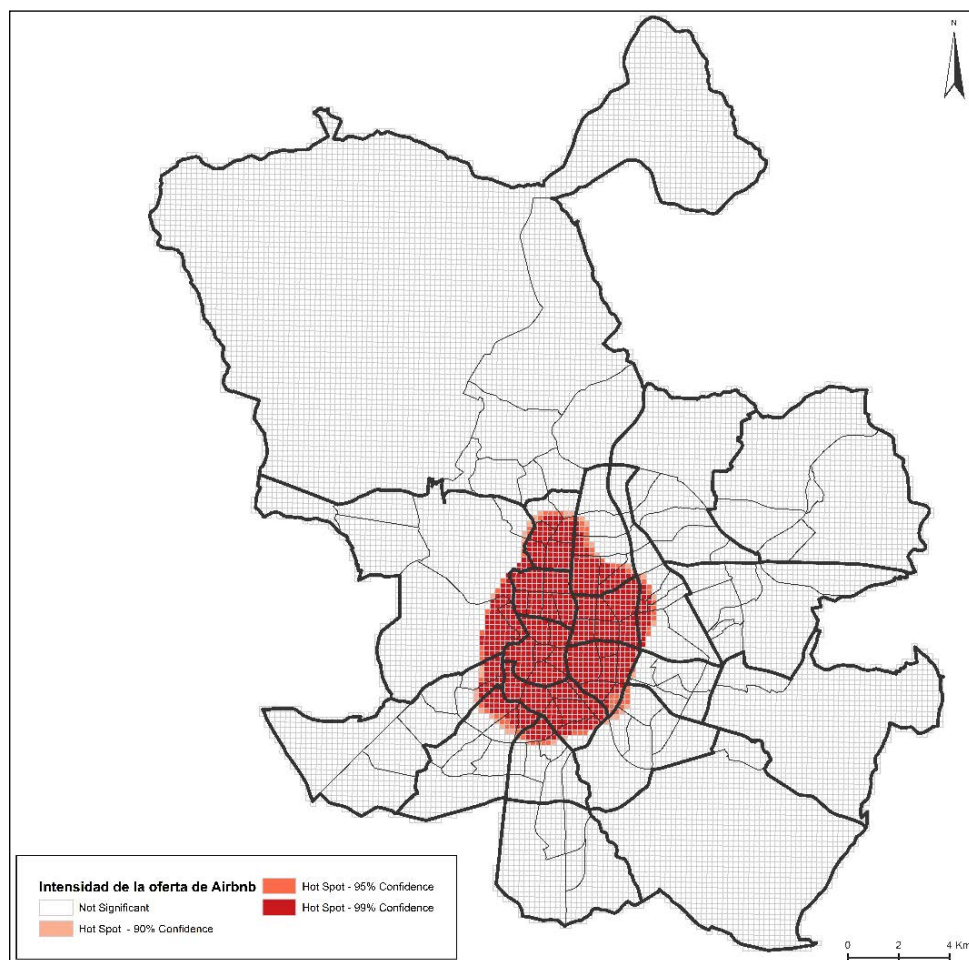 N
Intensidad de la oferta de Airbnb
Not Significant
Hot Spot - 90% Confidence
Hot Spot - 95% Confidence
Hot Spot - 99% Confidence
0 2 4 Km